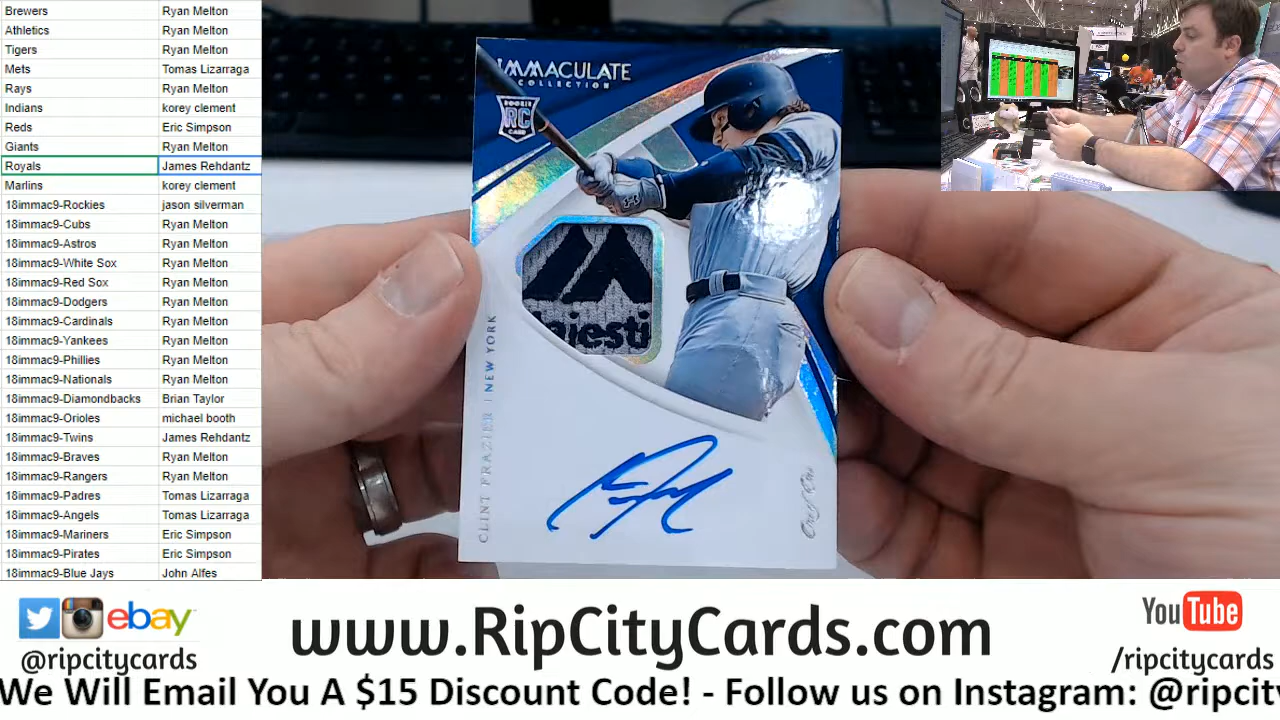 Brewers Ryan Melton
Athletics Ryan Melton
Tigers Ryan Melton
Mets Tomas Lizarraga
Rays Ryan Melton
Indians korey clement
Reds Eric Simpson
Giants Ryan Melton
Royals James Rehdantz
Marlins korey clement
18immac9-Rockies jason silverman
18immac9-Cubs Ryan Melton
18immac9-Astros Ryan Melton
18immac9-White Sox Ryan Melton
18immac9-Red Sox Ryan Melton
18immac9-Dodgers Ryan Melton
18immac9-Cardinals Ryan Melton
18immac9-Yankees Ryan Melton
18immac9-Phillies Ryan Melton
18immac9-Nationals Ryan Melton
18immac9-Diamondbacks Brian Taylor
18immac9-Orioles michael booth
18immac9-Twins James Rehdantz
18immac9-Braves Ryan Melton
18immac9-Rangers Ryan Melton
18immac9-Padres Tomas Lizarraga
18immac9-Angels Tomas Lizarraga
18immac9-Mariners Eric Simpson
18immac9-Pirates Eric Simpson
18immac9-Blue Jays John Alfes
IMMACULATE
COLLECTION
ROOKIE
RC
CARD
ajesti
CLINT FRAZIER | NEW YORK
One of One
ebay
@ripcitycards
www.RipCityCards.com
YouTube
/ripcitycards
We Will Email You A $15 Discount Code! - Follow us on Instagram: @ripcity